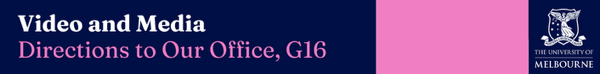 Video and Media
Directions to Our Office, G16
THE UNIVERSITY OF
MELBOURNE